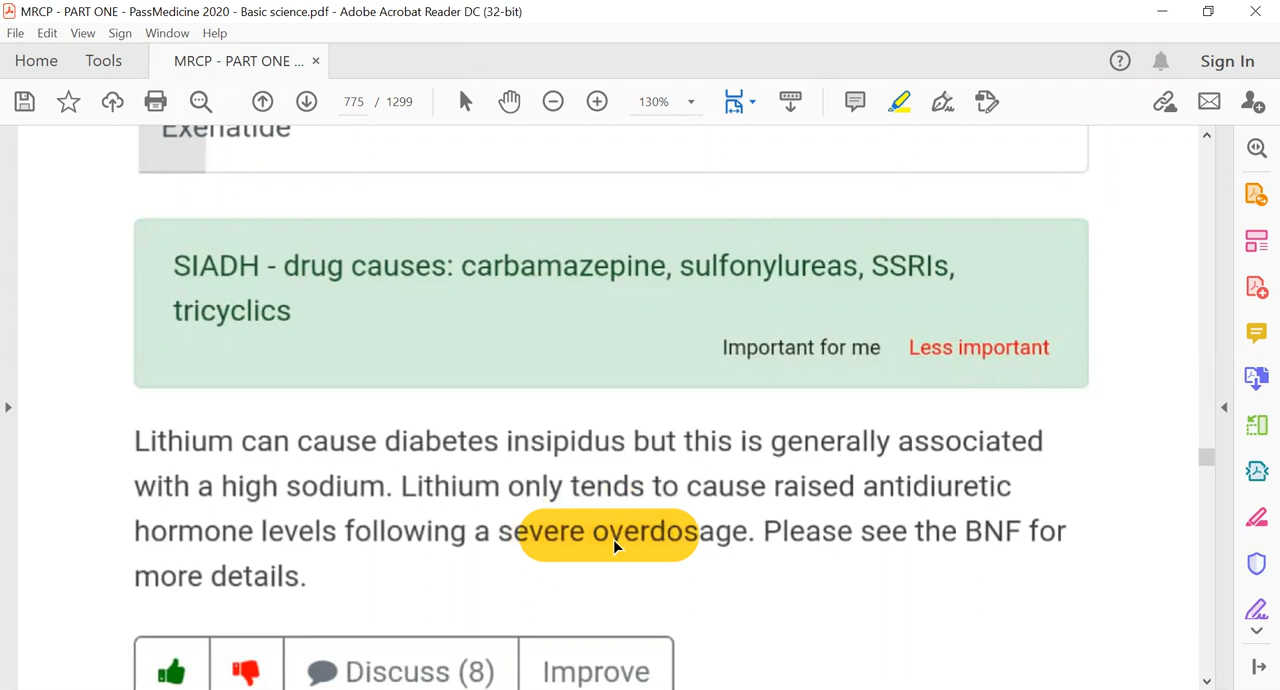 MRCP - PART ONE - PassMedicine 2020 - Basic science.pdf - Adobe Acrobat Reader DC (32-bit)
File Edit View Sign Window Help
Home Tools MRCP - PART ONE ... × Sign In
775 / 1299 130%
Exenatide
SIADH - drug causes: carbamazepine, sulfonylureas, SSRIs,
tricyclics
Important for me Less important
Lithium can cause diabetes insipidus but this is generally associated
with a high sodium. Lithium only tends to cause raised antidiuretic
hormone levels following a severe overdosage. Please see the BNF for
more details.
Discuss (8) Improve